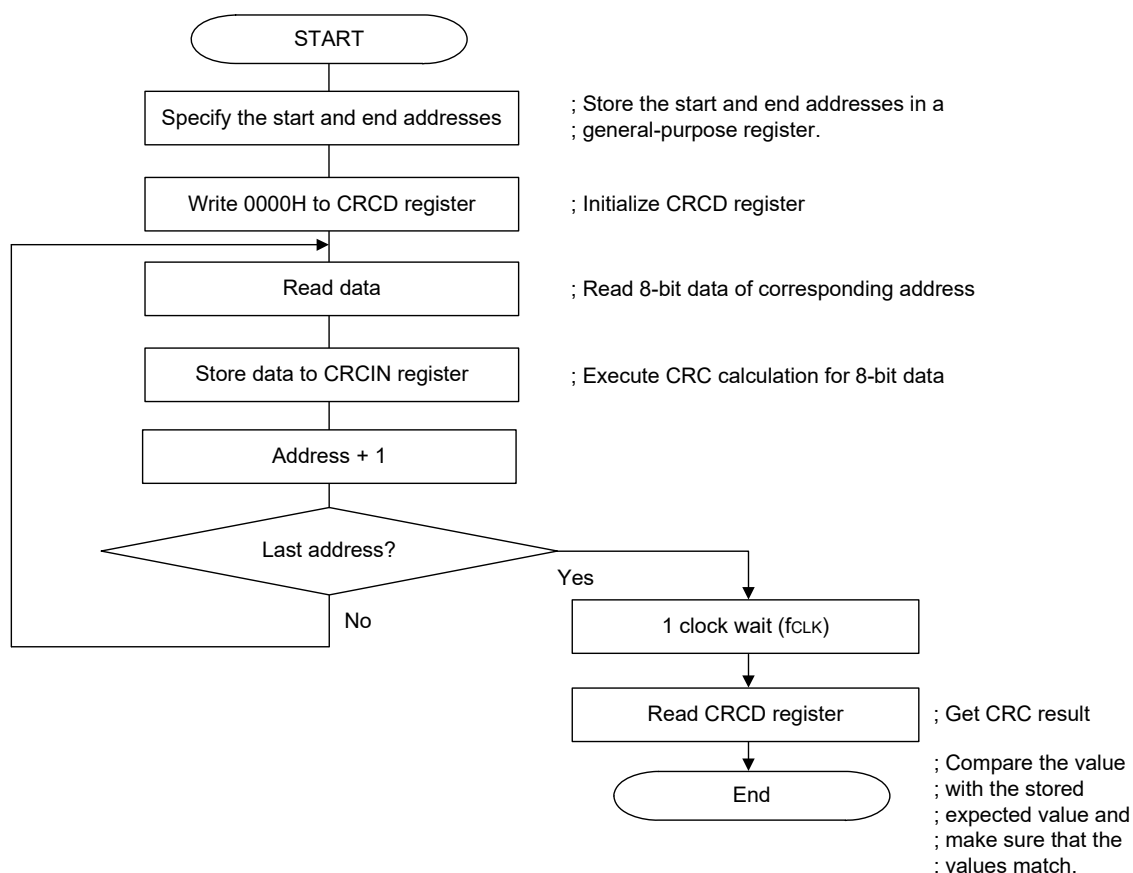 START
Specify the start and end addresses
; Store the start and end addresses in a
; general-purpose register.
Write 0000H to CRCD register
; Initialize CRCD register
Read data
; Read 8-bit data of corresponding address
Store data to CRCIN register
; Execute CRC calculation for 8-bit data
Address + 1
Last address?
Yes
No
1 clock wait (fCLK)
Read CRCD register
; Get CRC result
; Compare the value
; with the stored
; expected value and
; make sure that the
; values match.
End